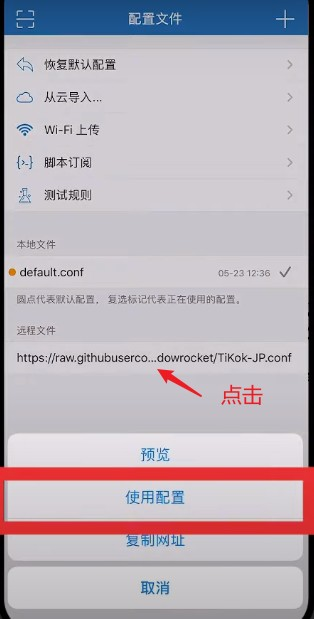 配置文件
恢复默认配置
从云导入...
Wi-Fi 上传
脚本订阅
测试规则
本地文件
default.conf 05-23 12:36
圆点代表默认配置，复选标记代表正在使用的配置。
远程文件
https://raw.githubuserco...dowrocket/TiKok-JP.conf
点击
预览
使用配置
复制网址
取消